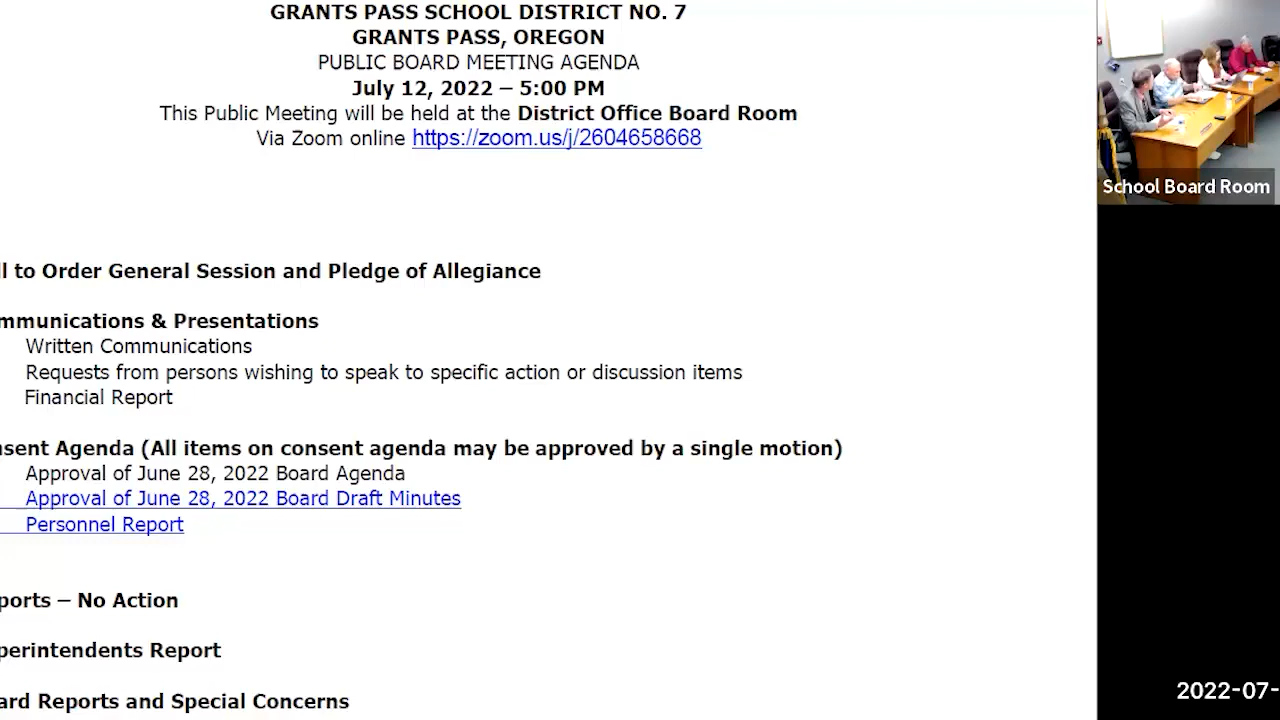 GRANTS PASS SCHOOL DISTRICT NO. 7
GRANTS PASS, OREGON
PUBLIC BOARD MEETING AGENDA
July 12, 2022 – 5:00 PM
This Public Meeting will be held at the District Office Board Room
Via Zoom online https://zoom.us/j/2604658668
ll to Order General Session and Pledge of Allegiance
mmunications & Presentations
Written Communications
Requests from persons wishing to speak to specific action or discussion items
Financial Report
nsent Agenda (All items on consent agenda may be approved by a single motion)
Approval of June 28, 2022 Board Agenda
Approval of June 28, 2022 Board Draft Minutes
Personnel Report
ports – No Action
perintendents Report
ard Reports and Special Concerns
School Board Room
2022-07-